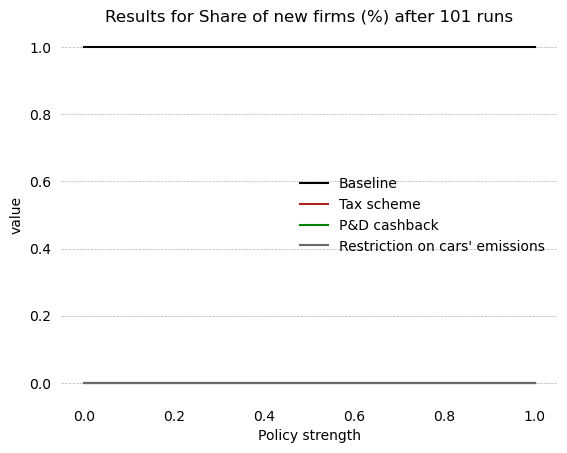 Results for Share of new firms (%) after 101 runs
1.0
0.8
0.6
0.4
0.2
0.0
value
Baseline
Tax scheme
P&D cashback
Restriction on cars' emissions
0.0 0.2 0.4 0.6 0.8 1.0
Policy strength